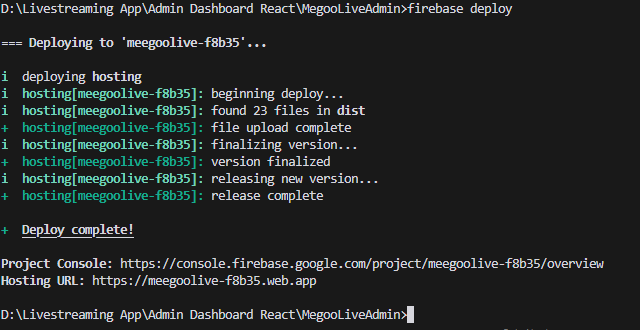 D:\Livestreaming App\Admin Dashboard React\MegooLiveAdmin>firebase deploy
=== Deploying to 'meegoolive-f8b35'...
i deploying hosting
i hosting[meegoolive-f8b35]: beginning deploy...
i hosting[meegoolive-f8b35]: found 23 files in dist
+ hosting[meegoolive-f8b35]: file upload complete
i hosting[meegoolive-f8b35]: finalizing version...
+ hosting[meegoolive-f8b35]: version finalized
i hosting[meegoolive-f8b35]: releasing new version...
+ hosting[meegoolive-f8b35]: release complete
+ Deploy complete!
Project Console: https://console.firebase.google.com/project/meegoolive-f8b35/overview
Hosting URL: https://meegoolive-f8b35.web.app
D:\Livestreaming App\Admin Dashboard React\MegooLiveAdmin>